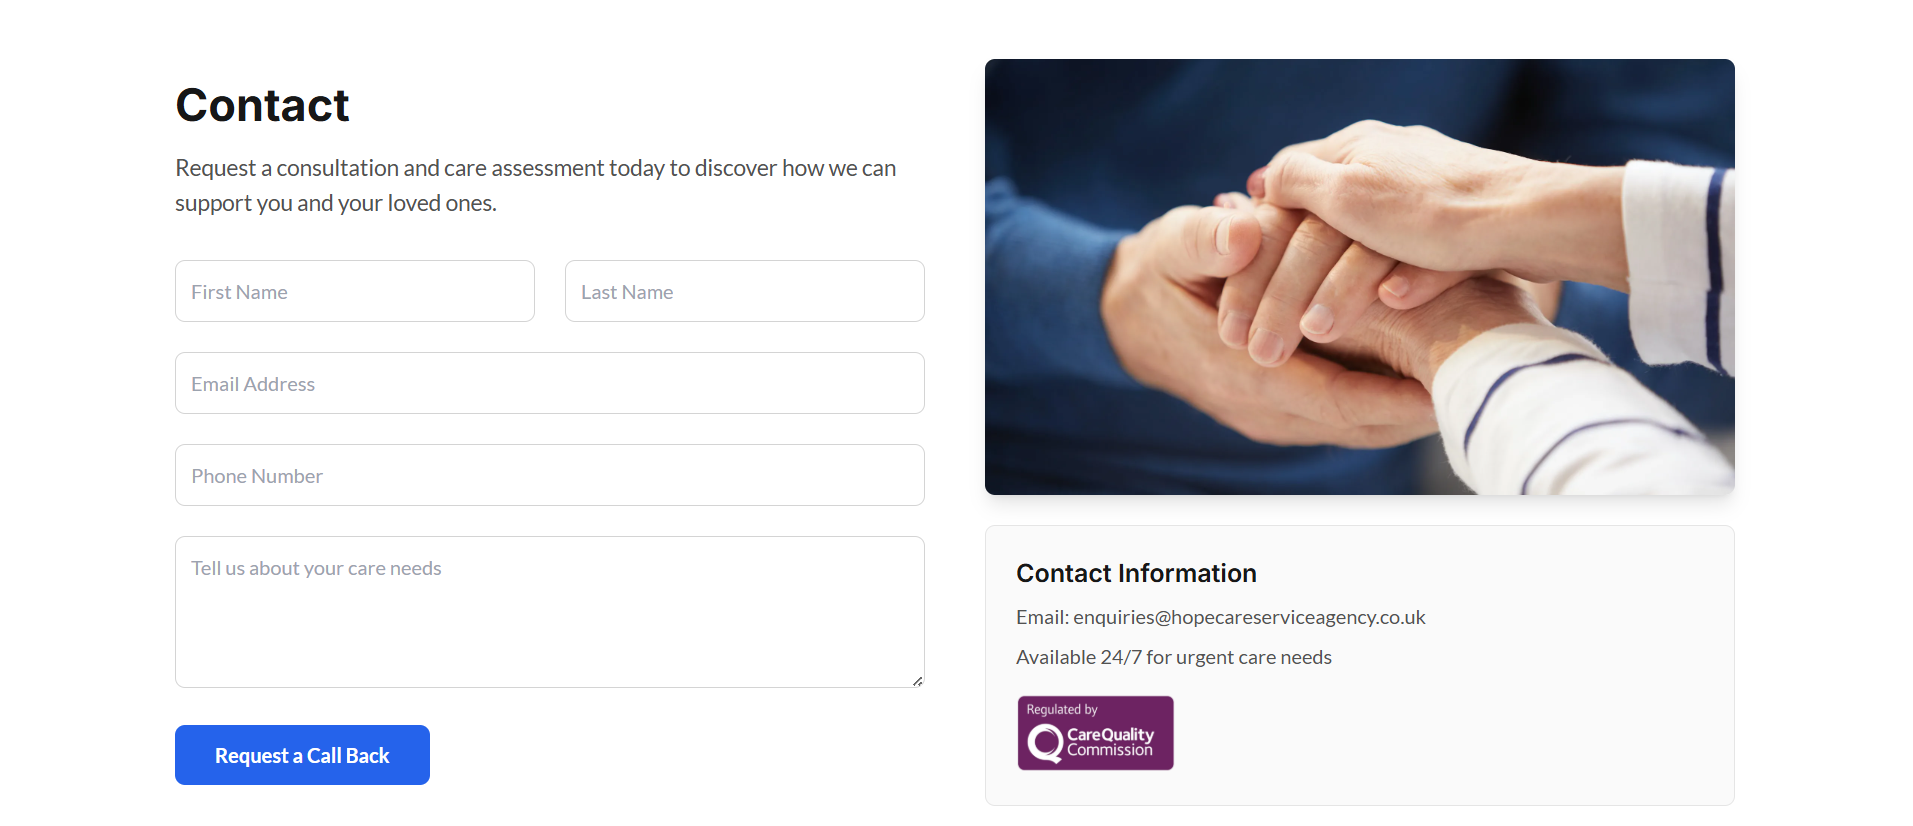 Contact
Request a consultation and care assessment today to discover how we can
support you and your loved ones.
First Name
Last Name
Email Address
Phone Number
Tell us about your care needs
Request a Call Back
Contact Information
Email: enquiries@hopecareserviceagency.co.uk
Available 24/7 for urgent care needs
Regulated by
CareQuality
Commission